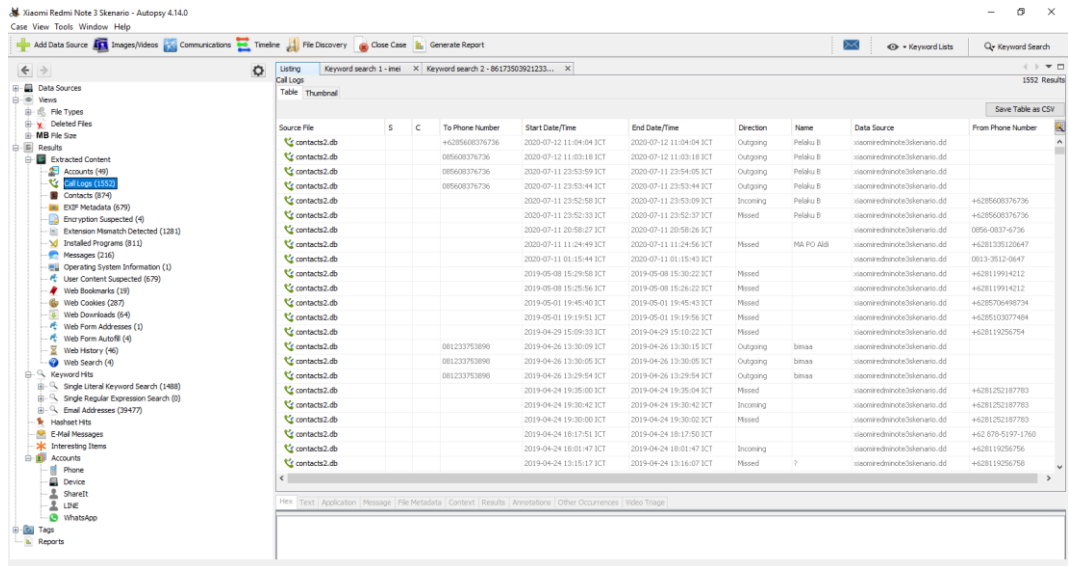 Xiaomi Redmi Note 3 Skenario - Autopsy 4.14.0
Case View Tools Window Help
Add Data Source Images/Videos Communications Timeline File Discovery Close Case Generate Report Keyword Lists Keyword Search
Listing Keyword search 1 - imei Keyword search 2 - 86173503921233...
Call Logs 1552 Results
Table Thumbnail
Save Table as CSV
Data Sources
Views
File Types
Deleted Files
MB File Size
Results
Extracted Content
Accounts (49)
Call Logs (1552)
Contacts (874)
EXIF Metadata (679)
Encryption Suspected (4)
Extension Mismatch Detected (1281)
Installed Programs (811)
Messages (216)
Operating System Information (1)
User Content Suspected (679)
Web Bookmarks (19)
Web Cookies (287)
Web Downloads (64)
Web Form Addresses (1)
Web Form Autofill (4)
Web History (46)
Web Search (4)
Keyword Hits
Single Literal Keyword Search (1488)
Single Regular Expression Search (0)
Email Addresses (39477)
Hashset Hits
E-Mail Messages
Interesting Items
Accounts
Phone
Device
ShareIt
LINE
WhatsApp
Tags
Reports
Source File S C To Phone Number Start Date/Time End Date/Time Direction Name Data Source From Phone Number
contacts2.db +6285608376736 2020-07-12 11:04:04 ICT 2020-07-12 11:04:04 ICT Outgoing Pelaku B xiaomiredminote3skenario.dd
contacts2.db 085608376736 2020-07-12 11:03:18 ICT 2020-07-12 11:03:18 ICT Outgoing Pelaku B xiaomiredminote3skenario.dd
contacts2.db 085608376736 2020-07-11 23:53:59 ICT 2020-07-11 23:54:05 ICT Outgoing Pelaku B xiaomiredminote3skenario.dd
contacts2.db 085608376736 2020-07-11 23:53:44 ICT 2020-07-11 23:53:44 ICT Outgoing Pelaku B xiaomiredminote3skenario.dd
contacts2.db 2020-07-11 23:52:58 ICT 2020-07-11 23:53:09 ICT Incoming Pelaku B xiaomiredminote3skenario.dd +6285608376736
contacts2.db 2020-07-11 23:52:33 ICT 2020-07-11 23:52:37 ICT Missed Pelaku B xiaomiredminote3skenario.dd +6285608376736
contacts2.db 2020-07-11 20:58:27 ICT 2020-07-11 20:58:26 ICT xiaomiredminote3skenario.dd 0856-0837-6736
contacts2.db 2020-07-11 11:24:49 ICT 2020-07-11 11:24:56 ICT Missed MA PO Aldi xiaomiredminote3skenario.dd +6281335120647
contacts2.db 2020-07-11 01:15:44 ICT 2020-07-11 01:15:43 ICT xiaomiredminote3skenario.dd 0813-3512-0647
contacts2.db 2019-05-08 15:29:58 ICT 2019-05-08 15:30:22 ICT Missed xiaomiredminote3skenario.dd +628119914212
contacts2.db 2019-05-08 15:25:56 ICT 2019-05-08 15:26:22 ICT Missed xiaomiredminote3skenario.dd +628119914212
contacts2.db 2019-05-01 19:45:40 ICT 2019-05-01 19:45:43 ICT Missed xiaomiredminote3skenario.dd +6285706498734
contacts2.db 2019-05-01 19:19:51 ICT 2019-05-01 19:19:56 ICT Missed xiaomiredminote3skenario.dd +6285103077484
contacts2.db 2019-04-29 15:09:33 ICT 2019-04-29 15:10:22 ICT Missed xiaomiredminote3skenario.dd +628119256754
contacts2.db 081233753898 2019-04-26 13:30:09 ICT 2019-04-26 13:30:15 ICT Outgoing bimaa xiaomiredminote3skenario.dd
contacts2.db 081233753898 2019-04-26 13:30:05 ICT 2019-04-26 13:30:05 ICT Outgoing bimaa xiaomiredminote3skenario.dd
contacts2.db 081233753898 2019-04-26 13:29:54 ICT 2019-04-26 13:29:54 ICT Outgoing bimaa xiaomiredminote3skenario.dd
contacts2.db 2019-04-24 19:35:00 ICT 2019-04-24 19:35:04 ICT Missed xiaomiredminote3skenario.dd +6281252187783
contacts2.db 2019-04-24 19:30:42 ICT 2019-04-24 19:30:42 ICT Incoming xiaomiredminote3skenario.dd +6281252187783
contacts2.db 2019-04-24 19:30:00 ICT 2019-04-24 19:30:02 ICT Missed xiaomiredminote3skenario.dd +6281252187783
contacts2.db 2019-04-24 18:17:51 ICT 2019-04-24 18:17:50 ICT xiaomiredminote3skenario.dd +62 878-5197-1760
contacts2.db 2019-04-24 18:01:47 ICT 2019-04-24 18:01:47 ICT Incoming xiaomiredminote3skenario.dd +628119256756
contacts2.db 2019-04-24 13:15:17 ICT 2019-04-24 13:16:07 ICT Missed ? xiaomiredminote3skenario.dd +628119256758
Hex Text Application Message File Metadata Context Results Annotations Other Occurrences Video Triage